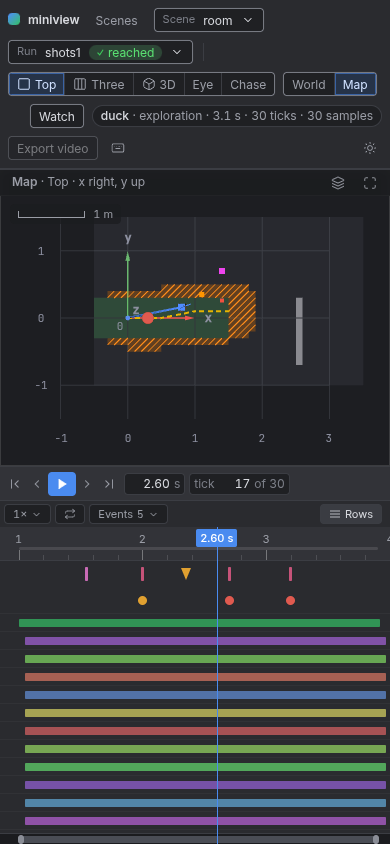 miniview Scenes Scene room
Run shots1 reached
Top Three 3D Eye Chase World Map
Watch duck · exploration · 3.1 s · 30 ticks · 30 samples
Export video
Map · Top · x right, y up
1 m
y
1
z
0 x
0
-1
-1 0 1 2 3
2.60 s tick 17 of 30
1× Events 5 Rows
1 2 2.60 s 3 4